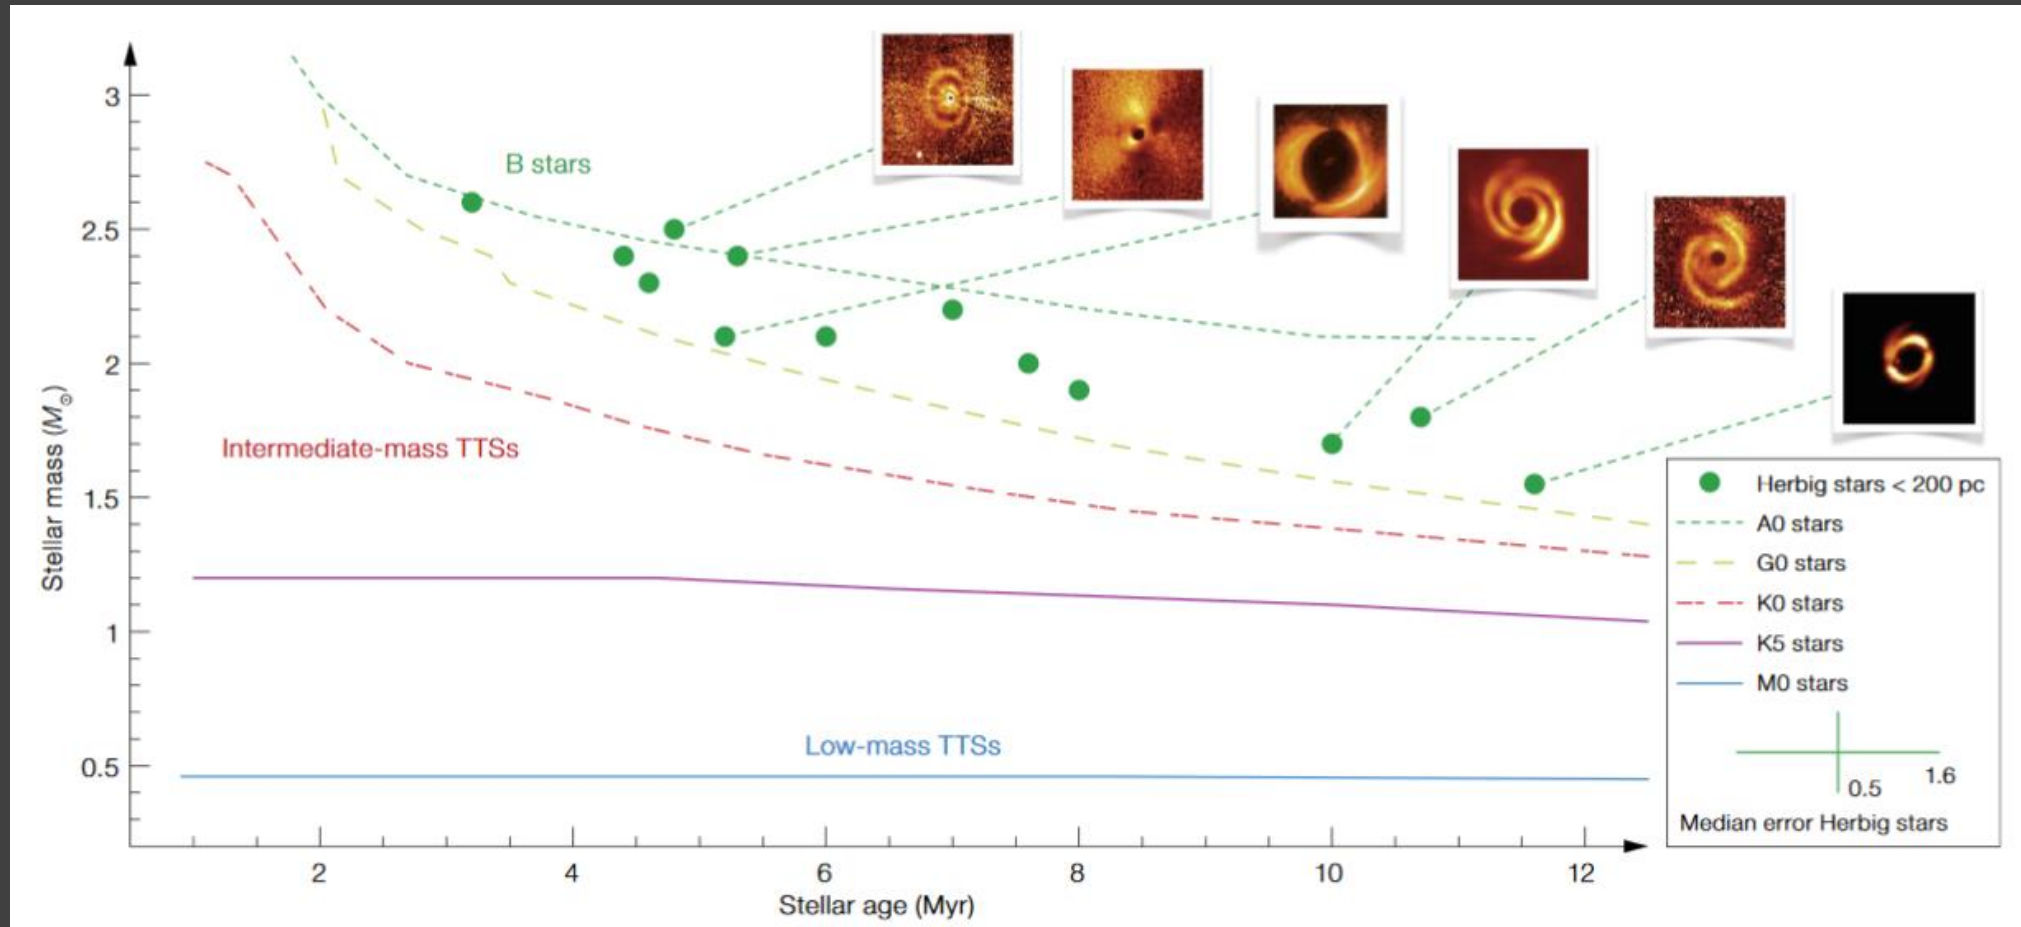 3
2.5
2
1.5
1
0.5
Stellar mass (M☉)
B stars
Intermediate-mass TTSs
Low-mass TTSs
2 4 6 8 10 12
Stellar age (Myr)
Herbig stars < 200 pc
A0 stars
G0 stars
K0 stars
K5 stars
M0 stars
0.5 1.6
Median error Herbig stars